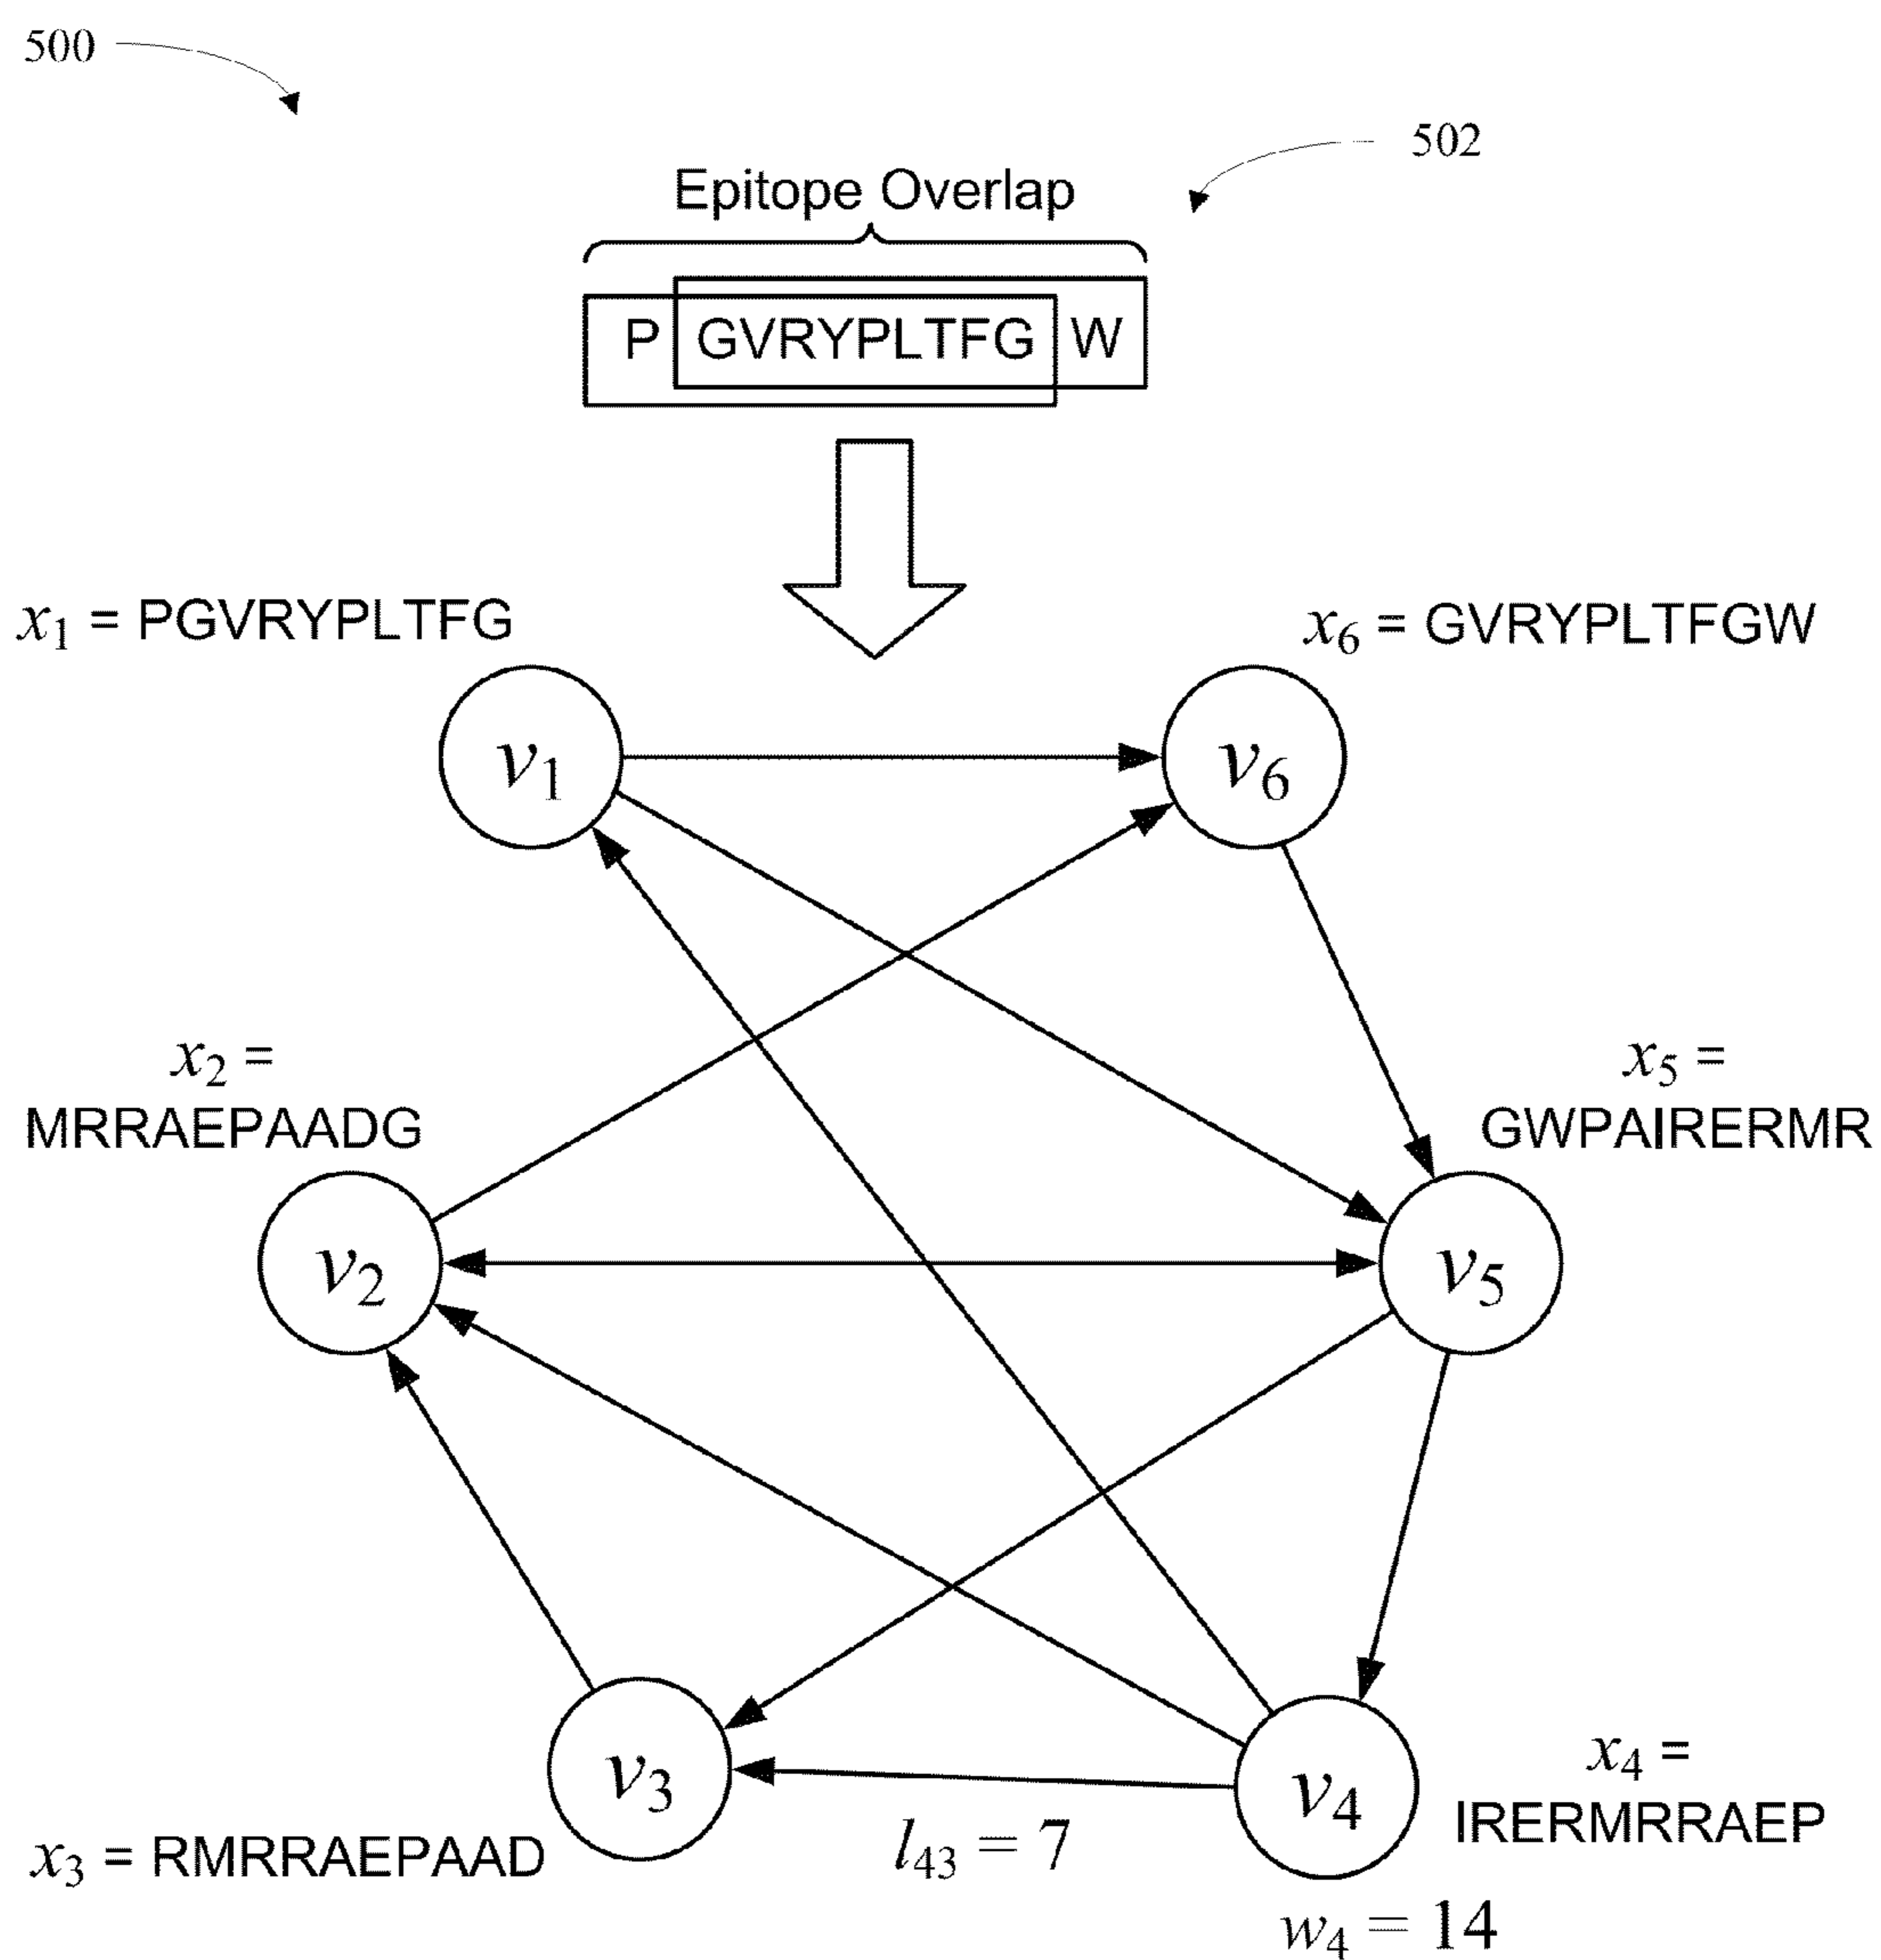 500
502
Epitope Overlap
P GVRYPLTFG W
x1 = PGVRYPLTFG
x6 = GVRYPLTFGW
v1
v6
x2 =
MRRAEPAADG
x5 =
GWPAIRERMR
v2
v5
v3
v4
x4 =
IRERMRRAEP
x3 = RMRRAEPAAD
l43 = 7
w4 = 14